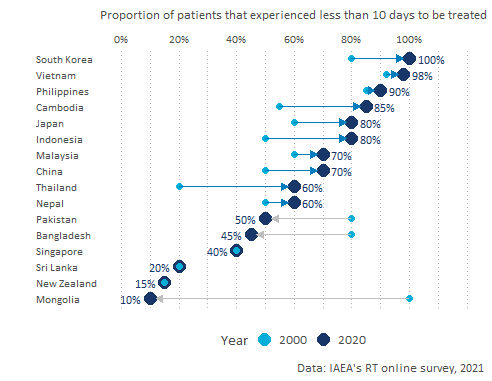 Proportion of patients that experienced less than 10 days to be treated
0% 20% 40% 60% 80% 100%
South Korea 100%
Vietnam 98%
Philippines 90%
Cambodia 85%
Japan 80%
Indonesia 80%
Malaysia 70%
China 70%
Thailand 60%
Nepal 60%
Pakistan 50%
Bangladesh 45%
Singapore 40%
Sri Lanka 20%
New Zealand 15%
Mongolia 10%
Year 2000 2020
Data: IAEA's RT online survey, 2021